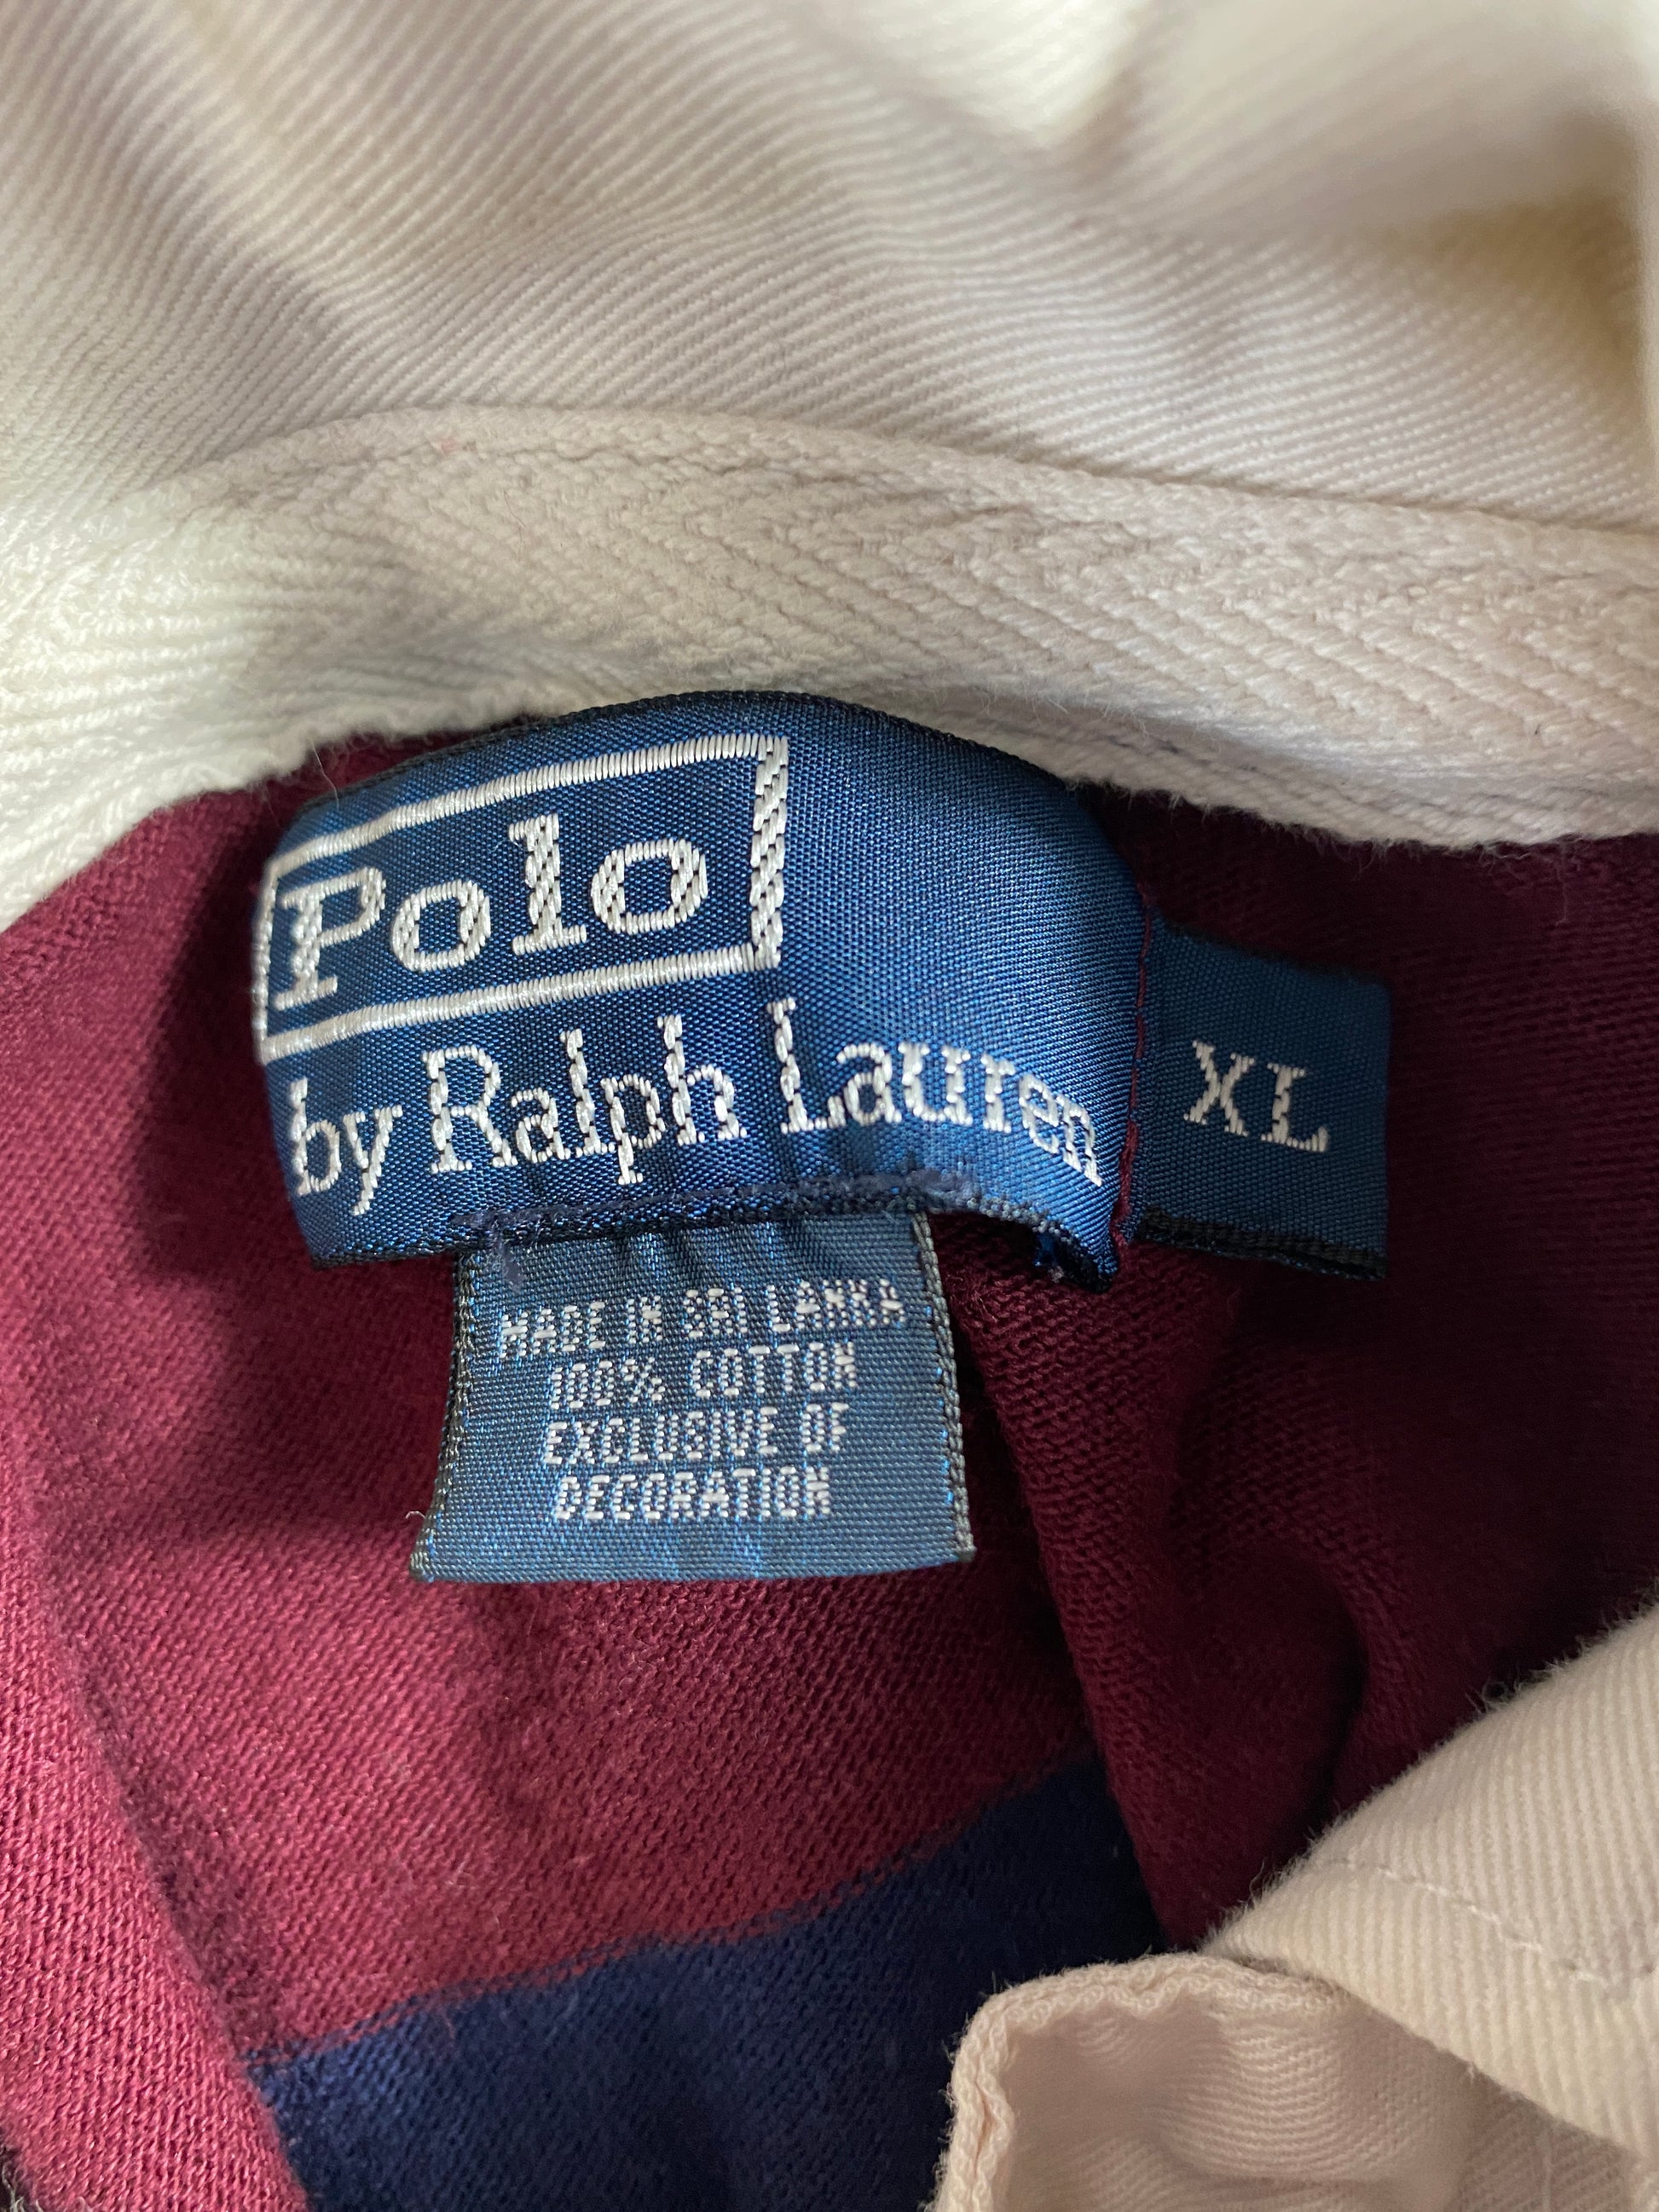 Polo
by Ralph Lauren
XL
MADE IN SRI LANKA
100% COTTON
EXCLUSIVE OF
DECORATION